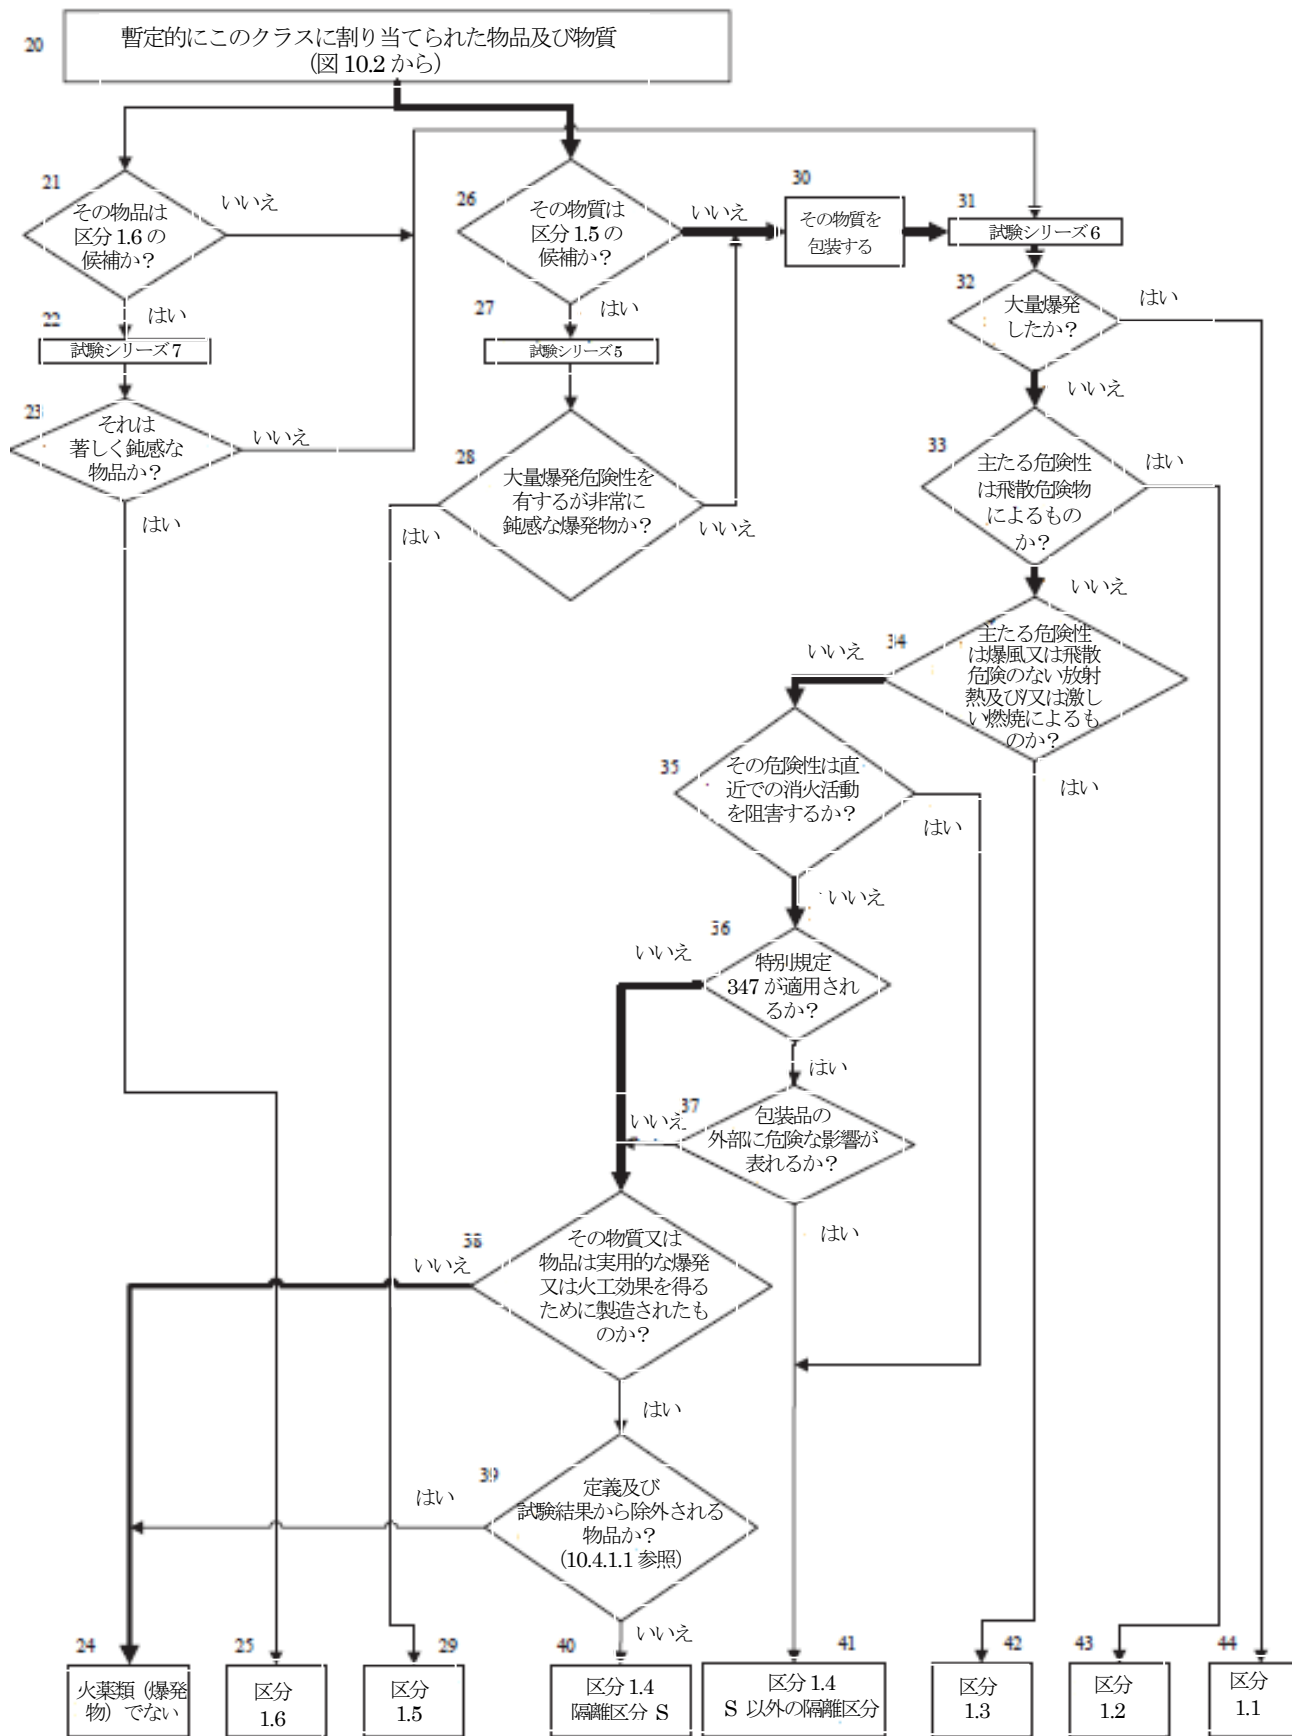 20
暫定的にこのクラスに割り当てられた物品及び物質
(図 10.2 から)
21
その物品は
区分 1.6 の
候補か?
いいえ
はい
22
試験シリーズ 7
23
それは
著しく鈍感な
物品か?
いいえ
はい
26
その物質は
区分 1.5 の
候補か?
いいえ
はい
27
試験シリーズ 5
28
大量爆発危険性を
有するが非常に
鈍感な爆発物か?
はい
いいえ
30
その物質を
包装する
31
試験シリーズ 6
32
大量爆発
したか?
はい
いいえ
33
主たる危険性
は飛散危険物
によるもの
か?
はい
いいえ
34
主たる危険性
は爆風又は飛散
危険のない放射
熱及び/又は激し
い燃焼によるも
のか?
いいえ
はい
35
その危険性は直
近での消火活動
を阻害するか?
はい
いいえ
36
特別規定
347 が適用され
るか?
いいえ
はい
37
包装品の
外部に危険な影響が
表れるか?
いいえ
はい
38
その物質又は
物品は実用的な爆発
又は火工効果を得る
ために製造されたも
のか?
いいえ
はい
39
定義及び
試験結果から除外される
物品か?
(10.4.1.1 参照)
はい
いいえ
24
火薬類 (爆発
物) でない
25
区分
1.6
29
区分
1.5
40
区分 1.4
隔離区分 S
41
区分 1.4
S 以外の隔離区分
42
区分
1.3
43
区分
1.2
44
区分
1.1